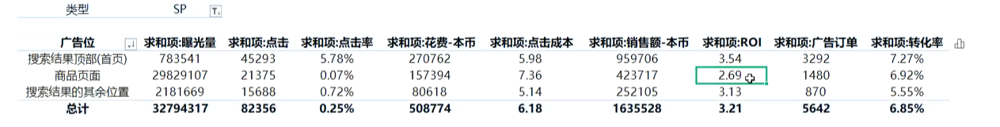 类型 SP
广告位 求和项:曝光量 求和项:点击 求和项:点击率 求和项:花费-本币 求和项:点击成本 求和项:销售额-本币 求和项:ROI 求和项:广告订单 求和项:转化率
搜索结果顶部(首页) 783541 45293 5.78% 270762 5.98 959706 3.54 3292 7.27%
商品页面 29829107 21375 0.07% 157394 7.36 423717 2.69 1480 6.92%
搜索结果的其余位置 2181669 15688 0.72% 80618 5.14 252105 3.13 870 5.55%
总计 32794317 82356 0.25% 508774 6.18 1635528 3.21 5642 6.85%